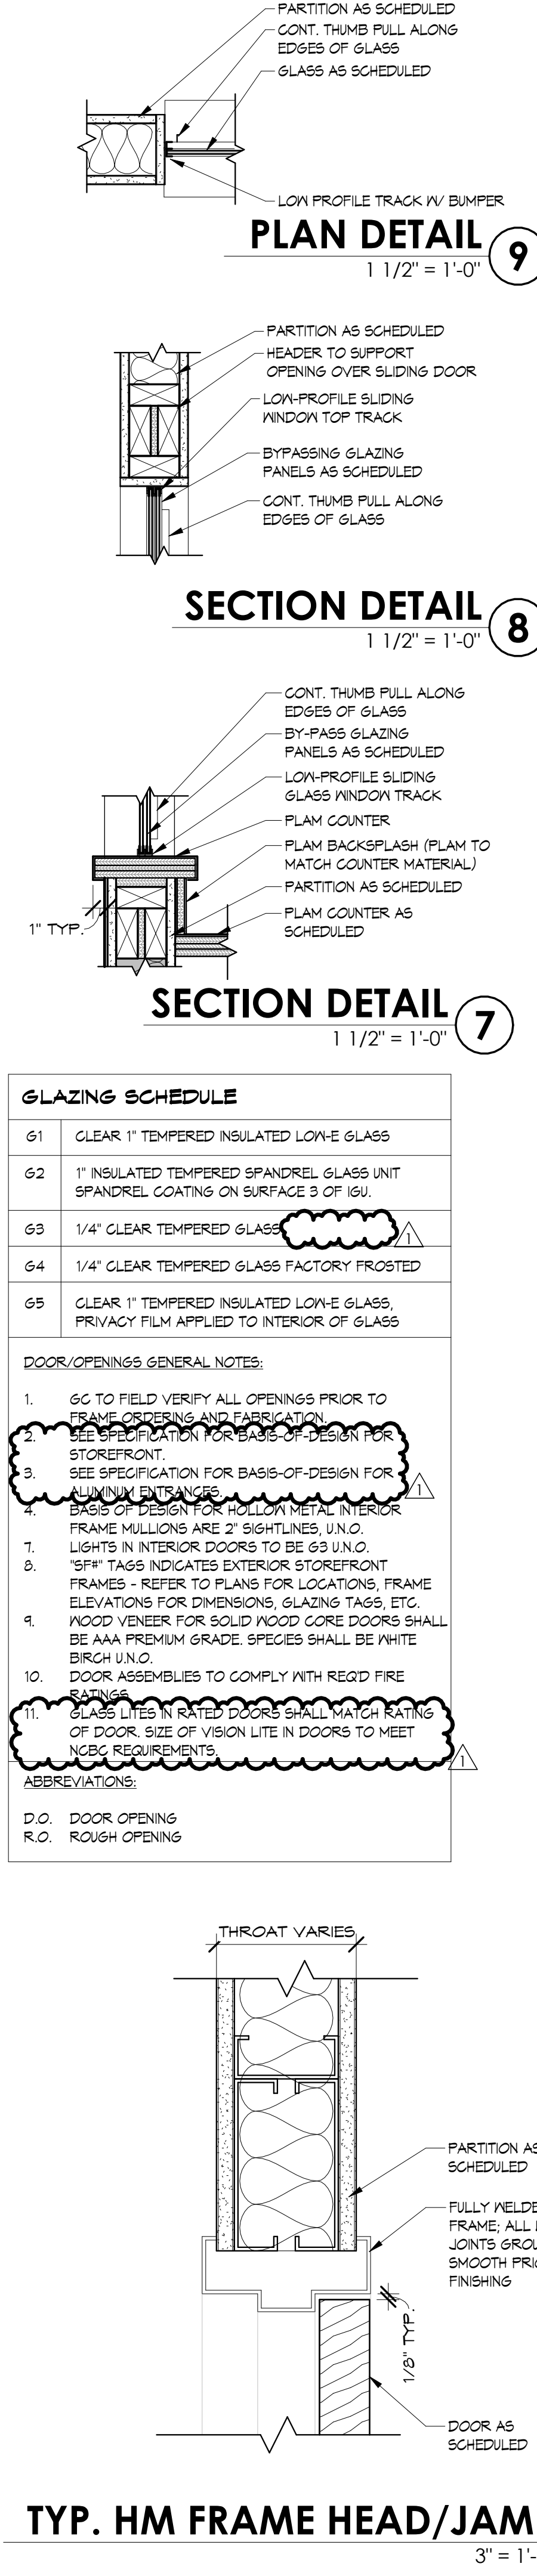 PARTITION AS SCHEDULED
CONT. THUMB PULL ALONG
EDGES OF GLASS
GLASS AS SCHEDULED
LOW PROFILE TRACK W/ BUMPER
PLAN DETAIL
9
1 1/2" = 1'-0"
PARTITION AS SCHEDULED
HEADER TO SUPPORT
OPENING OVER SLIDING DOOR
LOW-PROFILE SLIDING
WINDOW TOP TRACK
BYPASSING GLAZING
PANELS AS SCHEDULED
CONT. THUMB PULL ALONG
EDGES OF GLASS
SECTION DETAIL
8
1 1/2" = 1'-0"
CONT. THUMB PULL ALONG
EDGES OF GLASS
BY-PASS GLAZING
PANELS AS SCHEDULED
LOW-PROFILE SLIDING
GLASS WINDOW TRACK
PLAM COUNTER
PLAM BACKSPLASH (PLAM TO
MATCH COUNTER MATERIAL)
PARTITION AS SCHEDULED
PLAM COUNTER AS
SCHEDULED
1" TYP.
SECTION DETAIL
7
1 1/2" = 1'-0"
GLAZING SCHEDULE
G1 CLEAR 1" TEMPERED INSULATED LOW-E GLASS
G2 1" INSULATED TEMPERED SPANDREL GLASS UNIT
SPANDREL COATING ON SURFACE 3 OF IGU.
G3 1/4" CLEAR TEMPERED GLASS
1
G4 1/4" CLEAR TEMPERED GLASS FACTORY FROSTED
G5 CLEAR 1" TEMPERED INSULATED LOW-E GLASS,
PRIVACY FILM APPLIED TO INTERIOR OF GLASS
DOOR/OPENINGS GENERAL NOTES:
1. GC TO FIELD VERIFY ALL OPENINGS PRIOR TO
FRAME ORDERING AND FABRICATION.
2. SEE SPECIFICATION FOR BASIS-OF-DESIGN FOR
STOREFRONT.
3. SEE SPECIFICATION FOR BASIS-OF-DESIGN FOR
ALUMINUM ENTRANCES.
1
4. BASIS OF DESIGN FOR HOLLOW METAL INTERIOR
FRAME MULLIONS ARE 2" SIGHTLINES, U.N.O.
7. LIGHTS IN INTERIOR DOORS TO BE G3 U.N.O.
8. "SF#" TAGS INDICATES EXTERIOR STOREFRONT
FRAMES - REFER TO PLANS FOR LOCATIONS, FRAME
ELEVATIONS FOR DIMENSIONS, GLAZING TAGS, ETC.
9. WOOD VENEER FOR SOLID WOOD CORE DOORS SHALL
BE AAA PREMIUM GRADE. SPECIES SHALL BE WHITE
BIRCH U.N.O.
10. DOOR ASSEMBLIES TO COMPLY WITH REQ'D FIRE
RATINGS
11. GLASS LITES IN RATED DOORS SHALL MATCH RATING
OF DOOR. SIZE OF VISION LITE IN DOORS TO MEET
NCBC REQUIREMENTS.
1
ABBREVIATIONS:
D.O. DOOR OPENING
R.O. ROUGH OPENING
THROAT VARIES
PARTITION AS
SCHEDULED
FULLY WELDE
FRAME; ALL
JOINTS GROU
SMOOTH PRI
FINISHING
1/8" TYP.
DOOR AS
SCHEDULED
TYP. HM FRAME HEAD/JAM
3" = 1'-